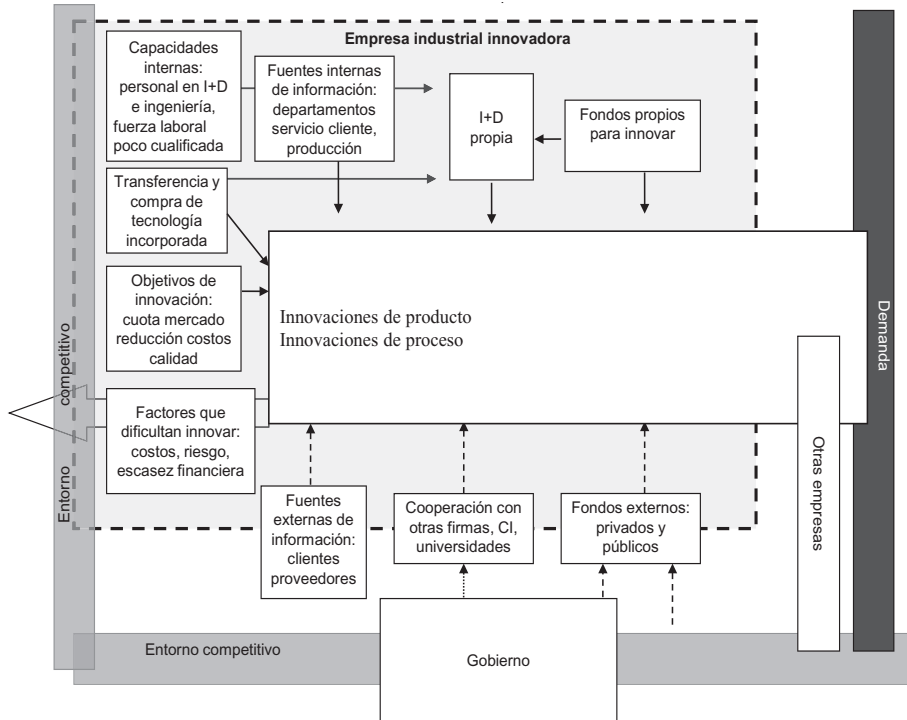 Empresa industrial innovadora
Capacidades
internas:
personal en I+D
e ingeniería,
fuerza laboral
poco cualificada
Fuentes internas
de información:
departamentos
servicio cliente,
producción
I+D
propia
Fondos propios
para innovar
Transferencia y
compra de
tecnología
incorporada
Objetivos de
innovación:
cuota mercado
reducción costos
calidad
Innovaciones de producto
Innovaciones de proceso
Factores que
dificultan innovar:
costos, riesgo,
escasez financiera
Fuentes
externas de
información:
clientes
proveedores
Cooperación con
otras firmas, CI,
universidades
Fondos externos:
privados y
públicos
Otras empresas
Demanda
Entorno competitivo
Entorno competitivo
Gobierno